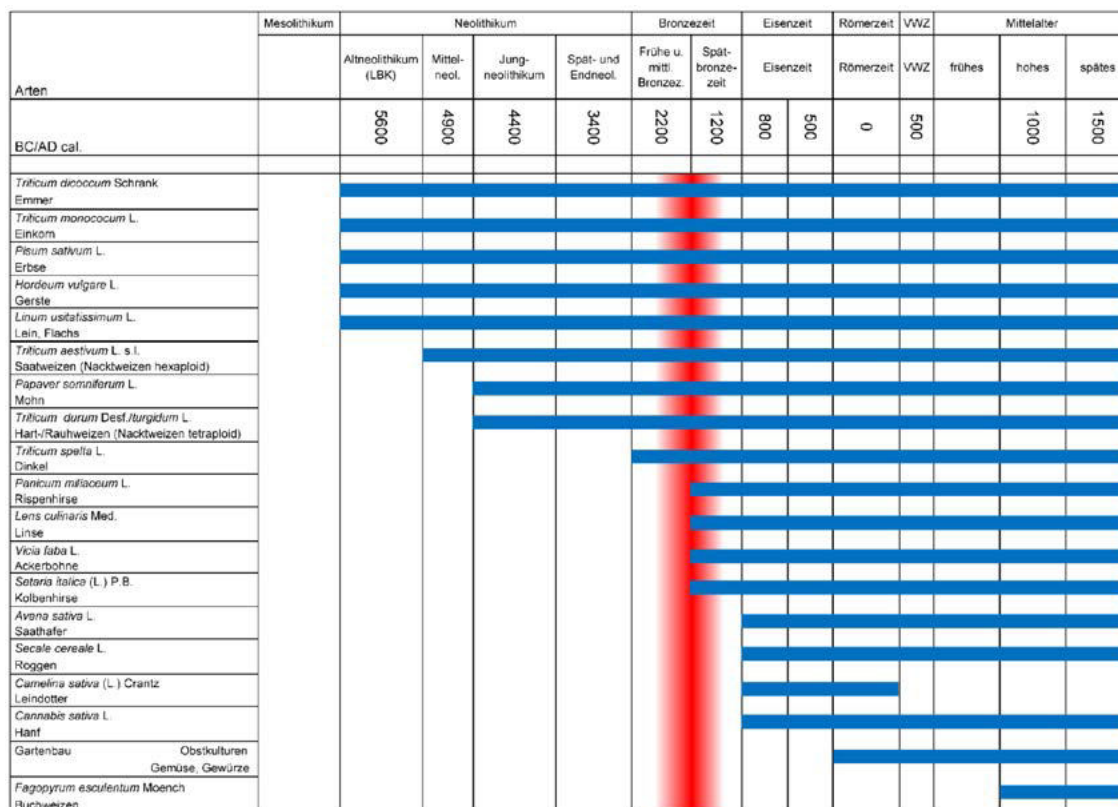 Mesolithikum Neolithikum Bronzezeit Eisenzeit Römerzeit VWZ Mittelalter
Arten Altneolithikum (LBK) Mittel-neol. Jung-neolithikum Spät- und Endneol. Frühe u. mittl. Bronzez. Spät-bronze-zeit Eisenzeit Römerzeit VWZ frühes hohes spätes
BC/AD cal. 5600 4900 4400 3400 2200 1200 800 500 0 500 1000 1500
Triticum dicoccum Schrank
Emmer
Triticum monococum L.
Einkorn
Pisum sativum L.
Erbse
Hordeum vulgare L.
Gerste
Linum usitatissimum L.
Lein, Flachs
Triticum aestivum L. s.l.
Saatweizen (Nacktweizen hexaploid)
Papaver somniferum L.
Mohn
Triticum durum Desf./turgidum L.
Hart-/Rauhweizen (Nacktweizen tetraploid)
Triticum spelta L.
Dinkel
Panicum miliaceum L.
Rispenhirse
Lens culinaris Med.
Linse
Vicia faba L.
Ackerbohne
Setaria italica (L.) P.B.
Kolbenhirse
Avena sativa L.
Saathafer
Secale cereale L.
Roggen
Camelina sativa (L.) Crantz
Leindotter
Cannabis sativa L.
Hanf
Gartenbau Obstkulturen
Gemüse, Gewürze
Fagopyrum esculentum Moench
Buchweizen